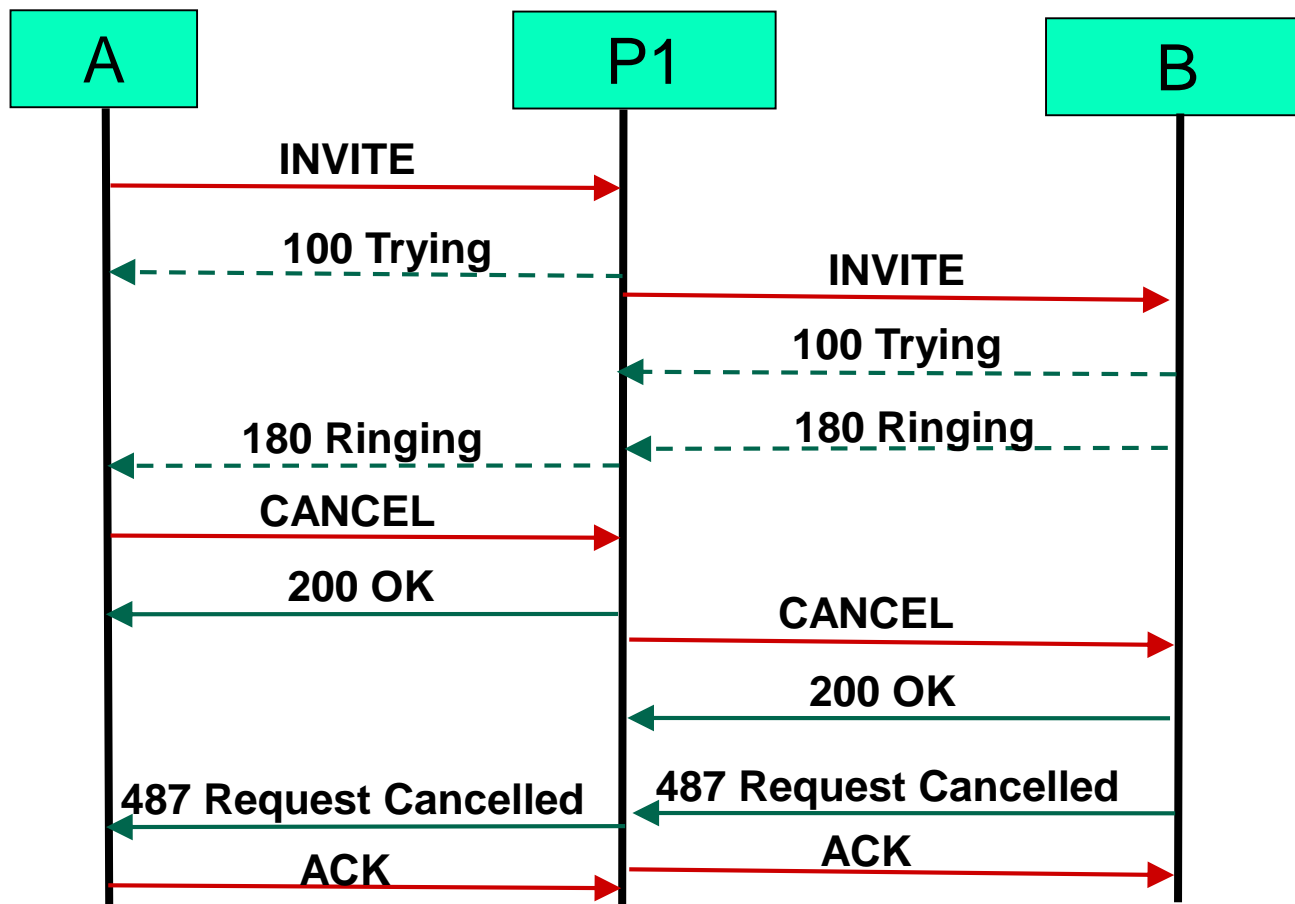 A
P1
B
INVITE
100 Trying
INVITE
100 Trying
180 Ringing
180 Ringing
CANCEL
200 OK
CANCEL
200 OK
487 Request Cancelled
487 Request Cancelled
ACK
ACK